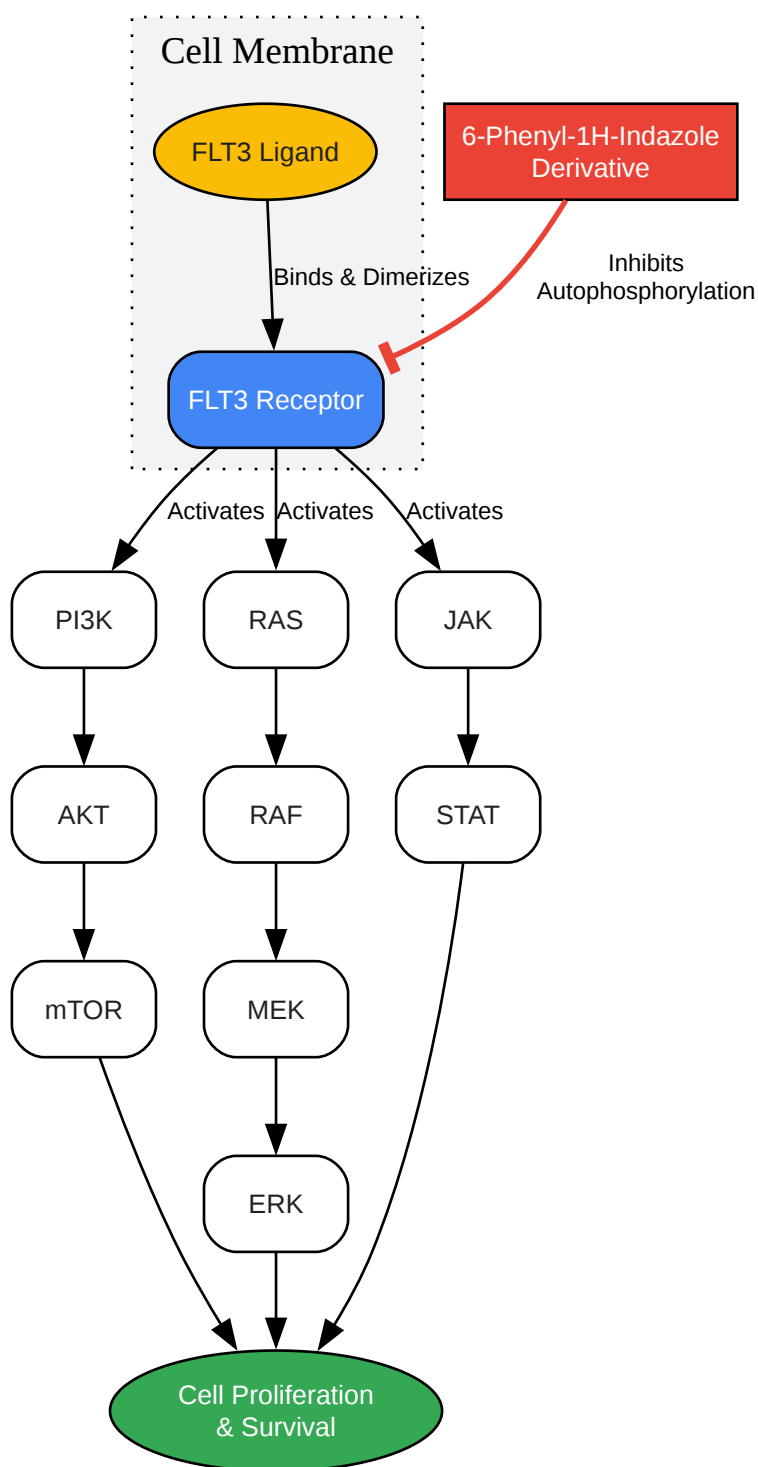 Cell Membrane
FLT3 Ligand
6-Phenyl-1H-Indazole
Derivative
Binds & Dimerizes
Inhibits
Autophosphorylation
FLT3 Receptor
Activates
Activates
Activates
PI3K
RAS
JAK
AKT
RAF
STAT
mTOR
MEK
ERK
Cell Proliferation
& Survival